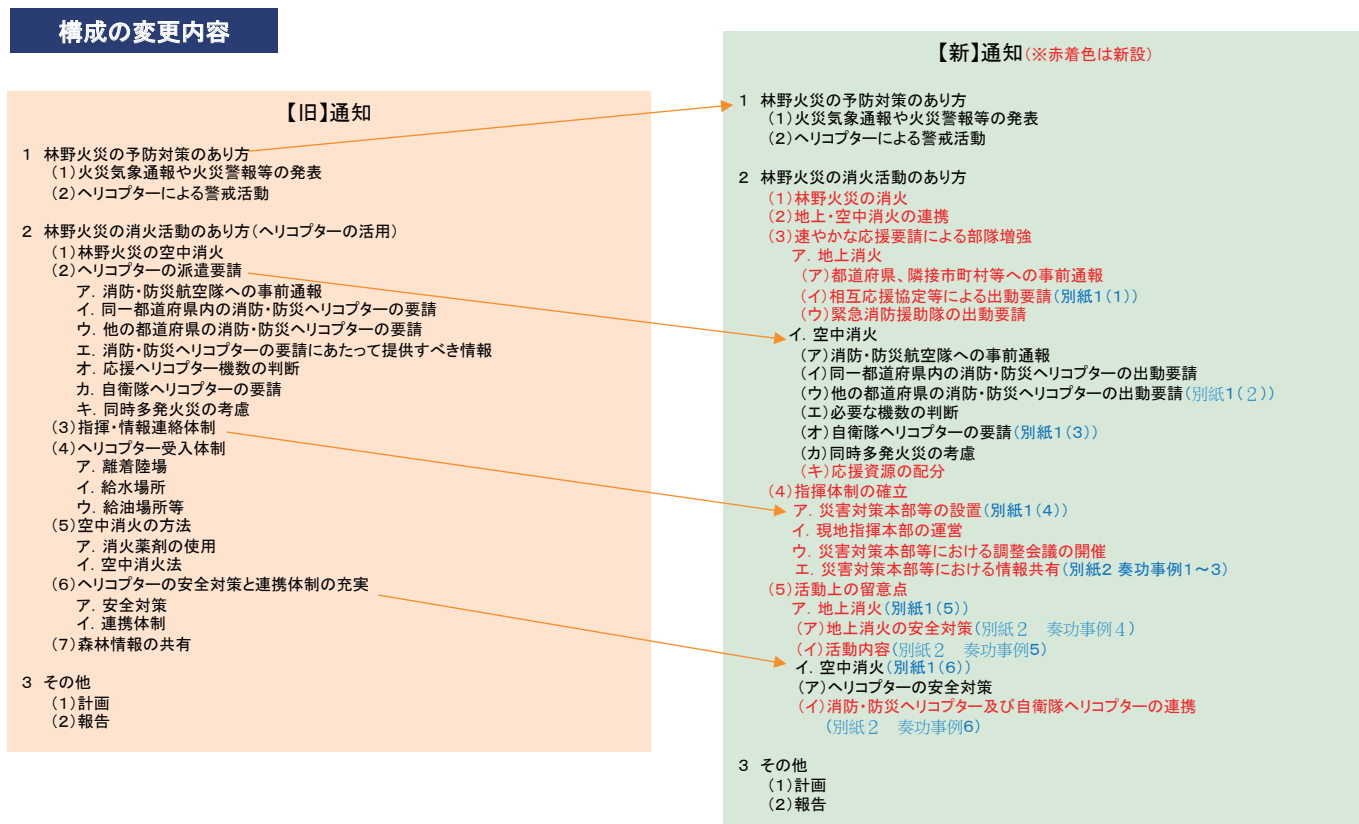 構成の変更内容
【旧】通知
1 林野火災の予防対策のあり方
(1)火災気象通報や火災警報等の発表
(2)ヘリコプターによる警戒活動
2 林野火災の消火活動のあり方(ヘリコプターの活用)
(1)林野火災の空中消火
(2)ヘリコプターの派遣要請
ア. 消防・防災航空隊への事前通報
イ. 同一都道府県内の消防・防災ヘリコプターの要請
ウ. 他の都道府県の消防・防災ヘリコプターの要請
エ. 消防・防災ヘリコプターの要請にあたって提供すべき情報
オ. 応援ヘリコプター機数の判断
カ. 自衛隊ヘリコプターの要請
キ. 同時多発火災の考慮
(3)指揮・情報連絡体制
(4)ヘリコプター受入体制
ア. 離着陸場
イ. 給水場所
ウ. 給油場所等
(5)空中消火の方法
ア. 消火薬剤の使用
イ. 空中消火法
(6)ヘリコプターの安全対策と連携体制の充実
ア. 安全対策
イ. 連携体制
(7)森林情報の共有
3 その他
(1)計画
(2)報告
【新】通知(※赤着色は新設)
1 林野火災の予防対策のあり方
(1)火災気象通報や火災警報等の発表
(2)ヘリコプターによる警戒活動
2 林野火災の消火活動のあり方
(1)林野火災の消火
(2)地上・空中消火の連携
(3)速やかな応援要請による部隊増強
ア. 地上消火
(ア)都道府県、隣接市町村等への事前通報
(イ)相互応援協定等による出動要請(別紙1(1))
(ウ)緊急消防援助隊の出動要請
イ. 空中消火
(ア)消防・防災航空隊への事前通報
(イ)同一都道府県内の消防・防災ヘリコプターの出動要請
(ウ)他の都道府県の消防・防災ヘリコプターの出動要請(別紙1(2))
(エ)必要な機数の判断
(オ)自衛隊ヘリコプターの要請(別紙1(3))
(カ)同時多発火災の考慮
(キ)応援資源の配分
(4)指揮体制の確立
ア. 災害対策本部等の設置(別紙1(4))
イ. 現地指揮本部の運営
ウ. 災害対策本部等における調整会議の開催
エ. 災害対策本部等における情報共有(別紙2 奏功事例1~3)
(5)活動上の留意点
ア. 地上消火(別紙1(5))
(ア)地上消火の安全対策(別紙2 奏功事例4)
(イ)活動内容(別紙2 奏功事例5)
イ. 空中消火(別紙1(6))
(ア)ヘリコプターの安全対策
(イ)消防・防災ヘリコプター及び自衛隊ヘリコプターの連携
(別紙2 奏功事例6)
3 その他
(1)計画
(2)報告